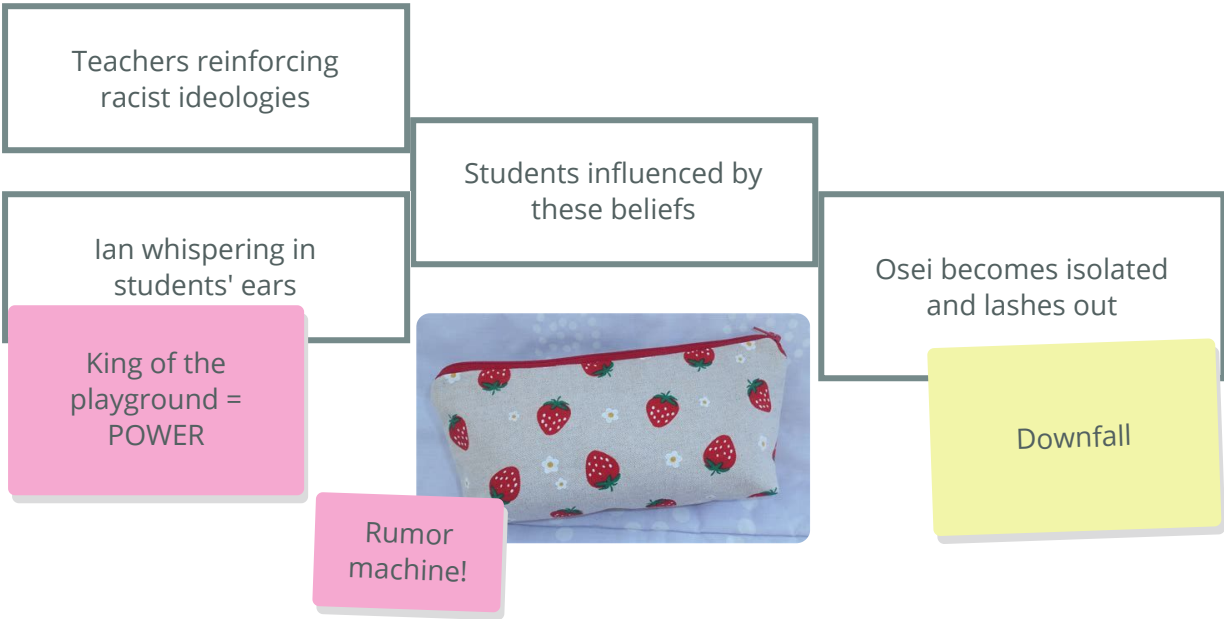 Teachers reinforcing
racist ideologies
Ian whispering in
students' ears
King of the
playground =
POWER
Students influenced by
these beliefs
Rumor
machine!
Osei becomes isolated
and lashes out
Downfall